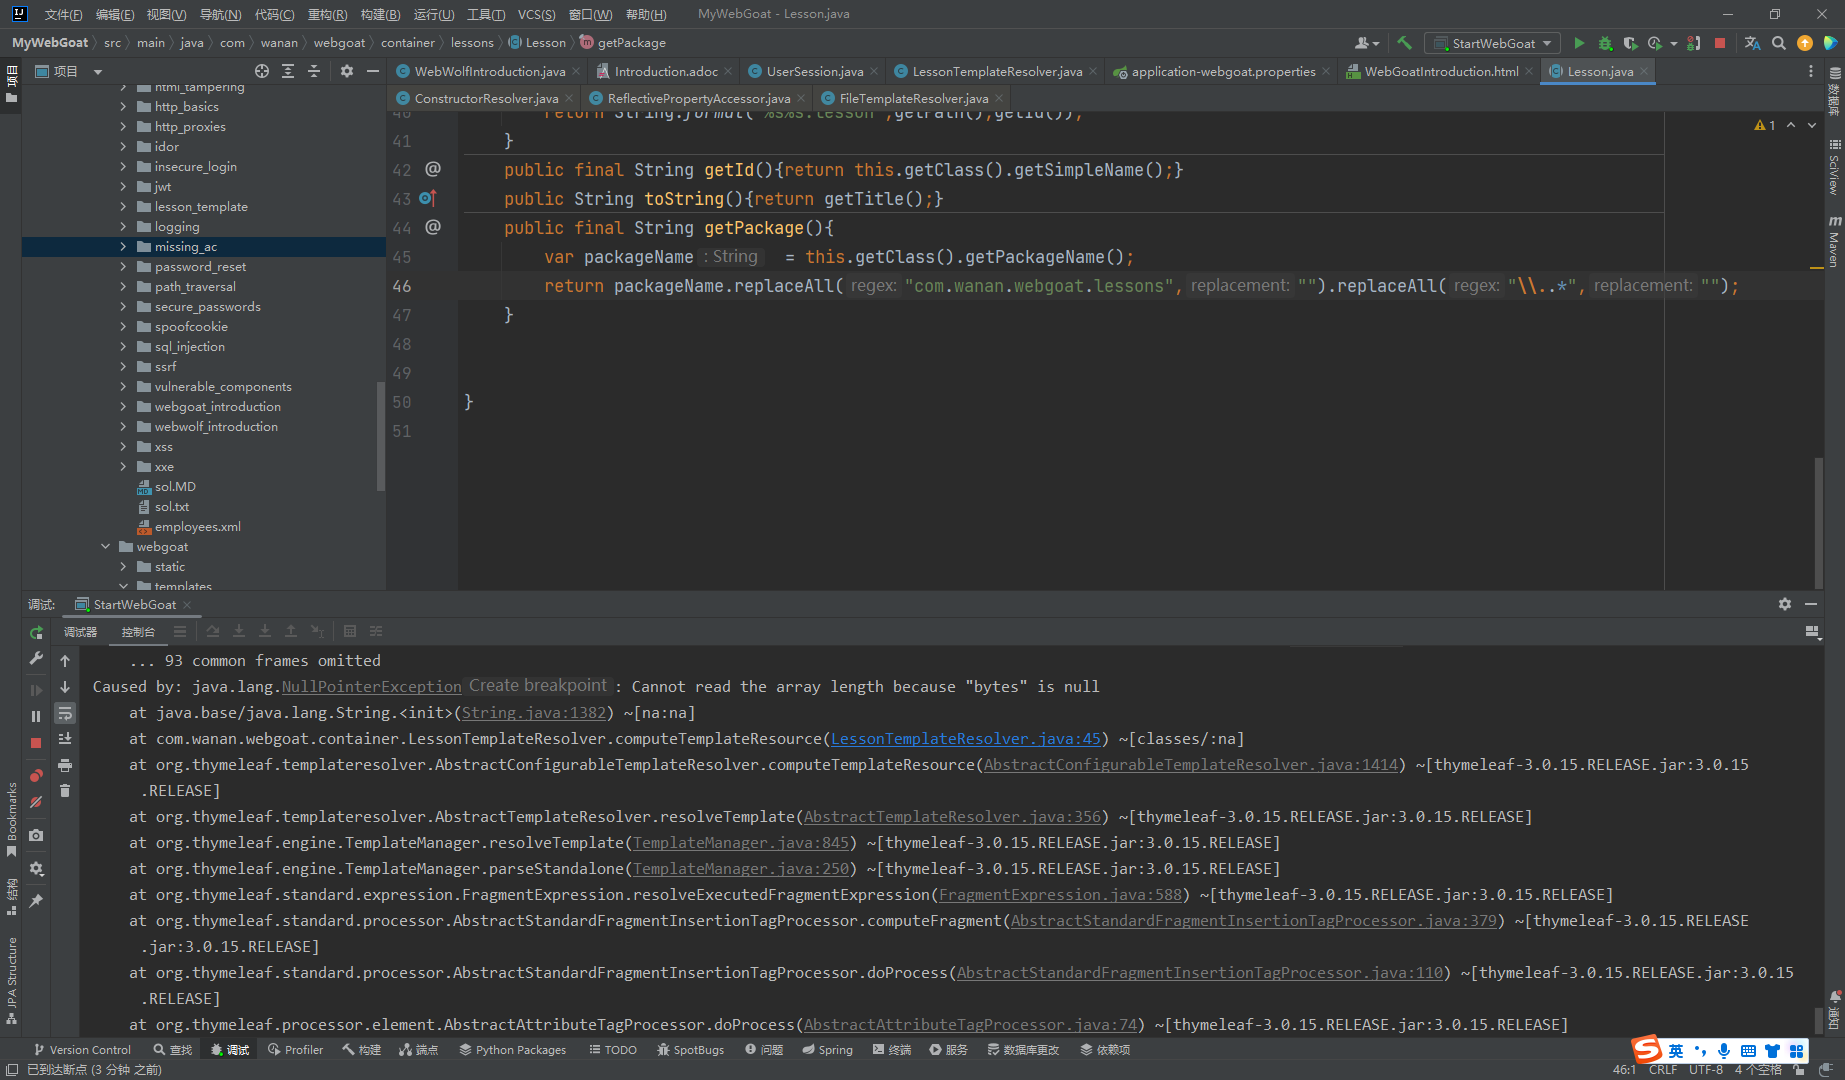 文件(F) 编辑(E) 视图(V) 导航(N) 代码(C) 重构(R) 构建(B) 运行(U) 工具(T) VCS(S) 窗口(W) 帮助(H) MyWebGoat - Lesson.java
MyWebGoat src main java com wanan webgoat container lessons Lesson getPackage StartWebGoat
项目
项目
WebWolfIntroduction.java Introduction.adoc UserSession.java LessonTemplateResolver.java application-webgoat.properties WebGoatIntroduction.html Lesson.java
ConstructorResolver.java ReflectivePropertyAccessor.java FileTemplateResolver.java
html_tampering
http_basics
http_proxies
idor
insecure_login
jwt
lesson_template
logging
missing_ac
password_reset
path_traversal
secure_passwords
spoofcookie
sql_injection
ssrf
vulnerable_components
webgoat_introduction
webwolf_introduction
xss
xxe
sol.MD
sol.txt
employees.xml
webgoat
static
templates
40 return String.format("%s%s.lesson",getPath(),getId());
41 }
42 @ public final String getId(){return this.getClass().getSimpleName();}
43 public String toString(){return getTitle();}
44 @ public final String getPackage(){
45 var packageName : String = this.getClass().getPackageName();
46 return packageName.replaceAll( regex: "com.wanan.webgoat.lessons", replacement: "").replaceAll( regex: "\\..*", replacement: "");
47 }
48
49
50 }
51
1
数据库
SciView
Maven
通知
调试: StartWebGoat
调试器 控制台
... 93 common frames omitted
Caused by: java.lang.NullPointerException Create breakpoint : Cannot read the array length because "bytes" is null
at java.base/java.lang.String.<init>(String.java:1382) ~[na:na]
at com.wanan.webgoat.container.LessonTemplateResolver.computeTemplateResource(LessonTemplateResolver.java:45) ~[classes/:na]
at org.thymeleaf.templateresolver.AbstractConfigurableTemplateResolver.computeTemplateResource(AbstractConfigurableTemplateResolver.java:1414) ~[thymeleaf-3.0.15.RELEASE.jar:3.0.15
.RELEASE]
at org.thymeleaf.templateresolver.AbstractTemplateResolver.resolveTemplate(AbstractTemplateResolver.java:356) ~[thymeleaf-3.0.15.RELEASE.jar:3.0.15.RELEASE]
at org.thymeleaf.engine.TemplateManager.resolveTemplate(TemplateManager.java:845) ~[thymeleaf-3.0.15.RELEASE.jar:3.0.15.RELEASE]
at org.thymeleaf.engine.TemplateManager.parseStandalone(TemplateManager.java:250) ~[thymeleaf-3.0.15.RELEASE.jar:3.0.15.RELEASE]
at org.thymeleaf.standard.expression.FragmentExpression.resolveExecutedFragmentExpression(FragmentExpression.java:588) ~[thymeleaf-3.0.15.RELEASE.jar:3.0.15.RELEASE]
at org.thymeleaf.standard.processor.AbstractStandardFragmentInsertionTagProcessor.computeFragment(AbstractStandardFragmentInsertionTagProcessor.java:379) ~[thymeleaf-3.0.15.RELEASE
.jar:3.0.15.RELEASE]
at org.thymeleaf.standard.processor.AbstractStandardFragmentInsertionTagProcessor.doProcess(AbstractStandardFragmentInsertionTagProcessor.java:110) ~[thymeleaf-3.0.15.RELEASE.jar:3.0.15
.RELEASE]
at org.thymeleaf.processor.element.AbstractAttributeTagProcessor.doProcess(AbstractAttributeTagProcessor.java:74) ~[thymeleaf-3.0.15.RELEASE.jar:3.0.15.RELEASE]
Bookmarks
结构
JPA Structure
Version Control 查找 调试 Profiler 构建 端点 Python Packages TODO SpotBugs 问题 Spring 终端 服务 数据库更改 依赖项
英
已到达断点 (3 分钟 之前) 46:1 CRLF UTF-8 4 个空格